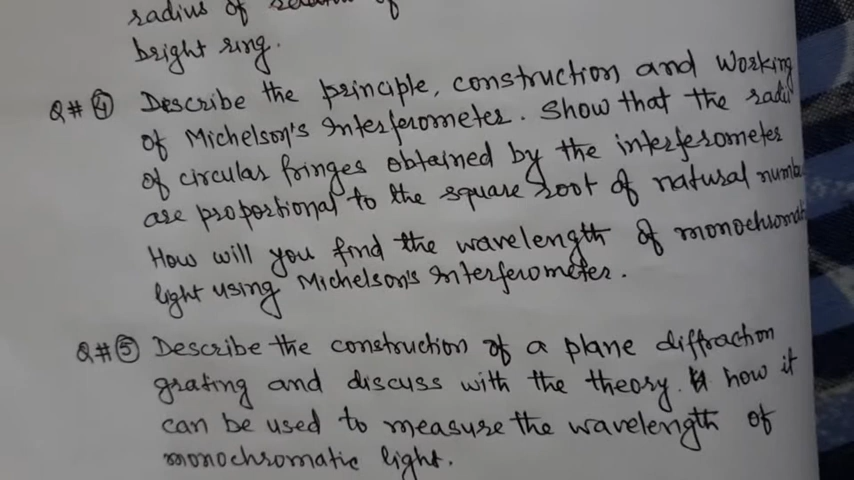 radius of of
bright ring.
Q# ④ Describe the principle, construction and working
of Michelson's Interferometer. Show that the radii
of circular fringes obtained by the interferometer
are proportional to the square root of natural numbe
How will you find the wavelength of monochromat
light using Michelson's Interferometer.
Q# ⑤ Describe the construction of a plane diffraction
grating and discuss with the theory. how it
can be used to measure the wavelength of
monochromatic light.